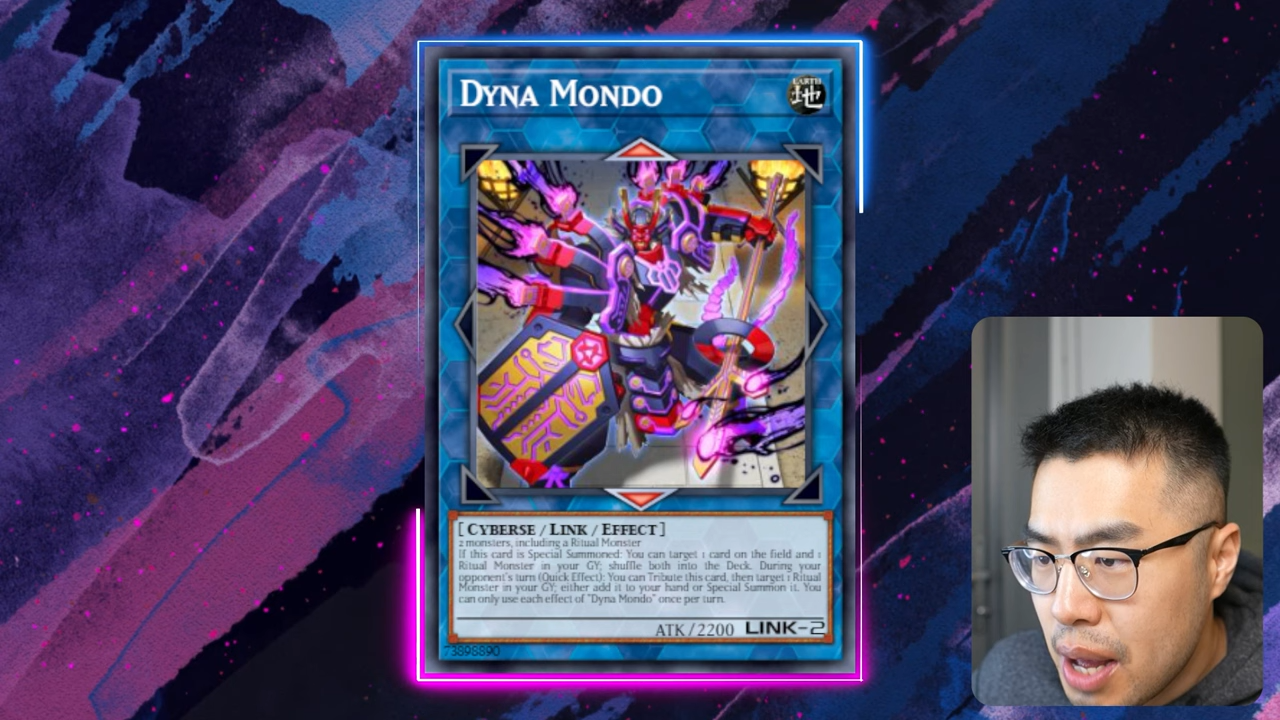 DYNA MONDO
EARTH
地
[CYBERSE / LINK / EFFECT]
2 monsters, including a Ritual Monster
If this card is Special Summoned: You can target 1 card on the field and 1
Ritual Monster in your GY; shuffle both into the Deck. During your
opponent's turn (Quick Effect): You can Tribute this card, then target 1 Ritual
Monster in your GY; either add it to your hand or Special Summon it. You
can only use each effect of "Dyna Mondo" once per turn.
ATK/2200 LINK-2
73898890